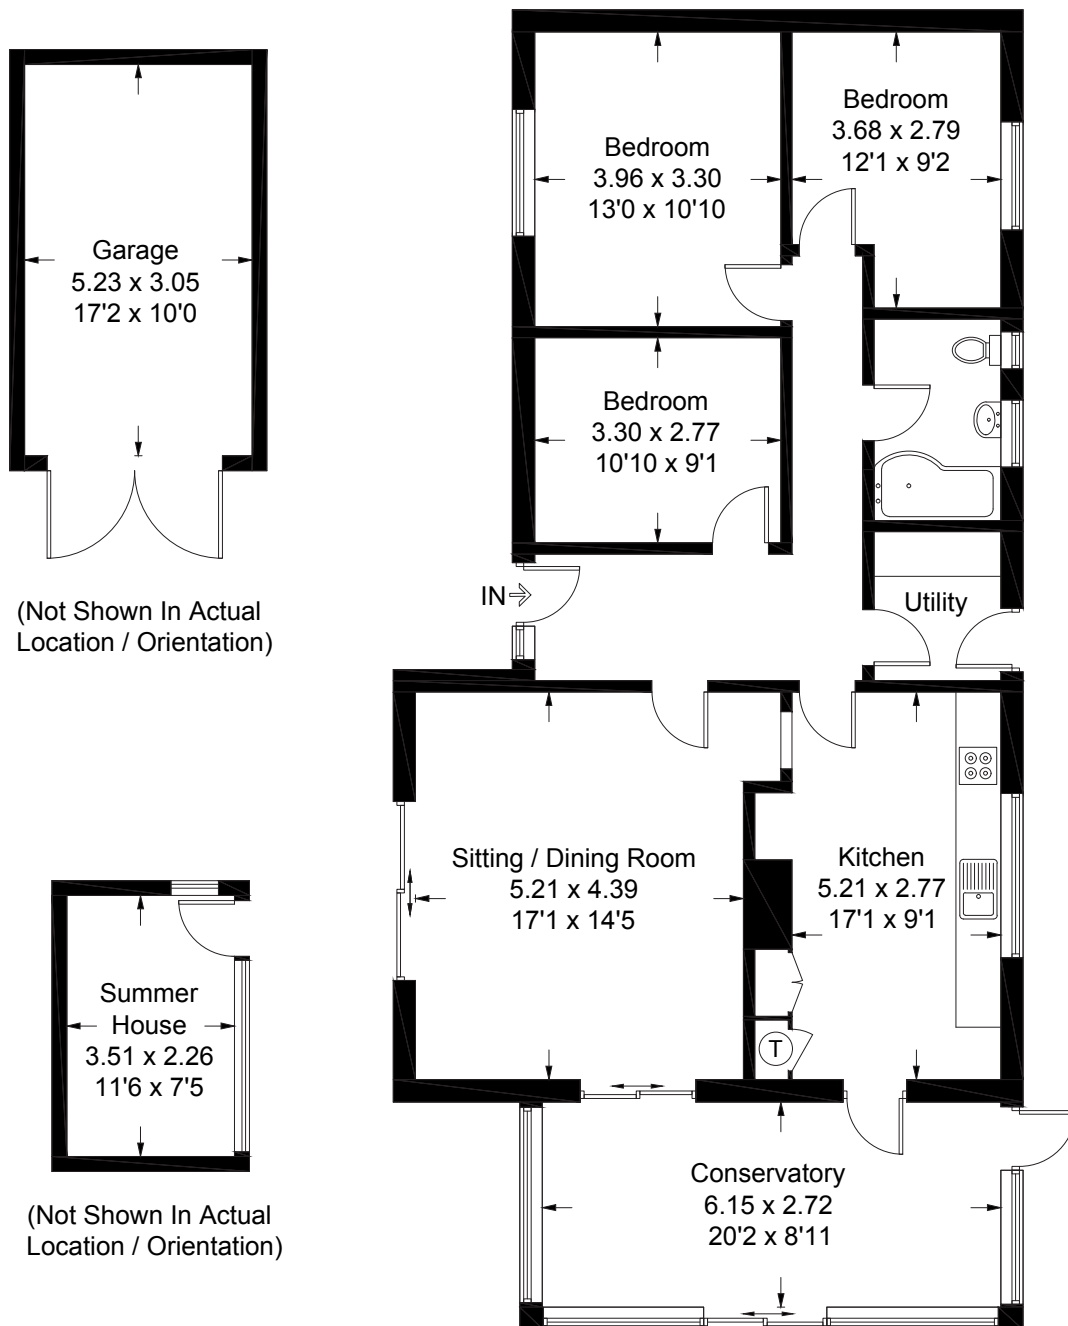 Garage
5.23 x 3.05
17'2 x 10'0
(Not Shown In Actual
Location / Orientation)
Bedroom
3.96 x 3.30
13'0 x 10'10
Bedroom
3.68 x 2.79
12'1 x 9'2
Bedroom
3.30 x 2.77
10'10 x 9'1
IN
Utility
Sitting / Dining Room
5.21 x 4.39
17'1 x 14'5
Kitchen
5.21 x 2.77
17'1 x 9'1
T
Summer
House
3.51 x 2.26
11'6 x 7'5
(Not Shown In Actual
Location / Orientation)
Conservatory
6.15 x 2.72
20'2 x 8'11